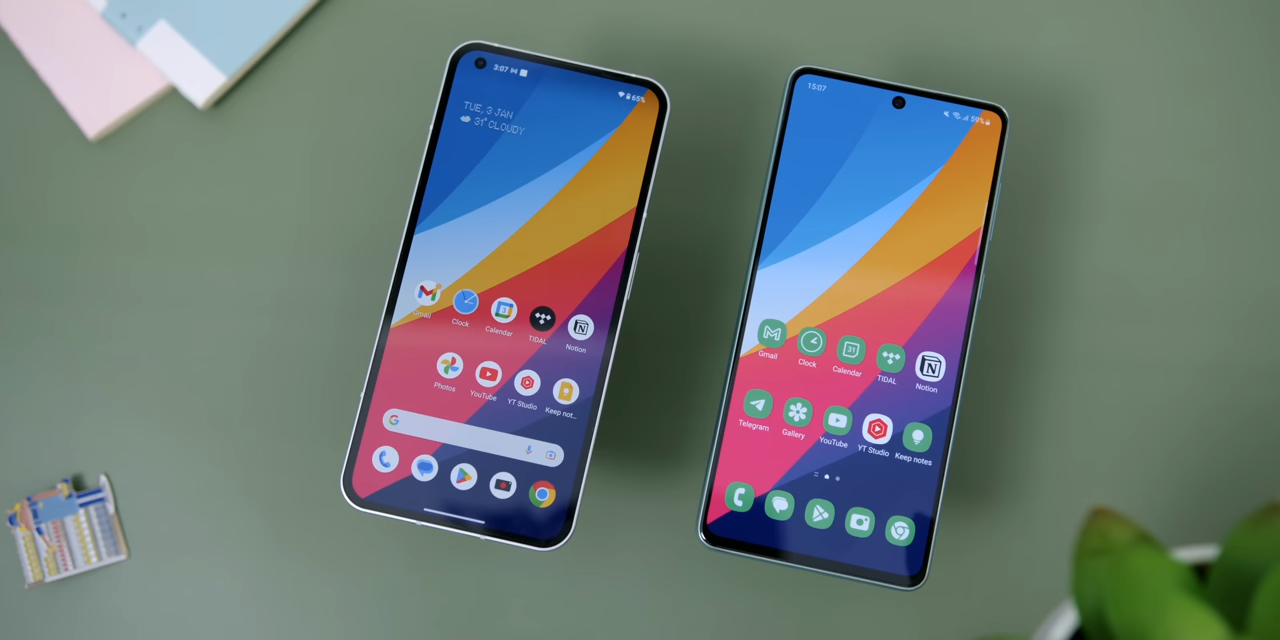 3:07
65%
TUE, 3 JAN
31° CLOUDY
Gmail
Clock
Calendar
TIDAL
Notion
Photos
YouTube
YT Studio
Keep not...
15:07
59%
31
Gmail
Clock
Calendar
TIDAL
Notion
Telegram
Gallery
YouTube
YT Studio
Keep notes